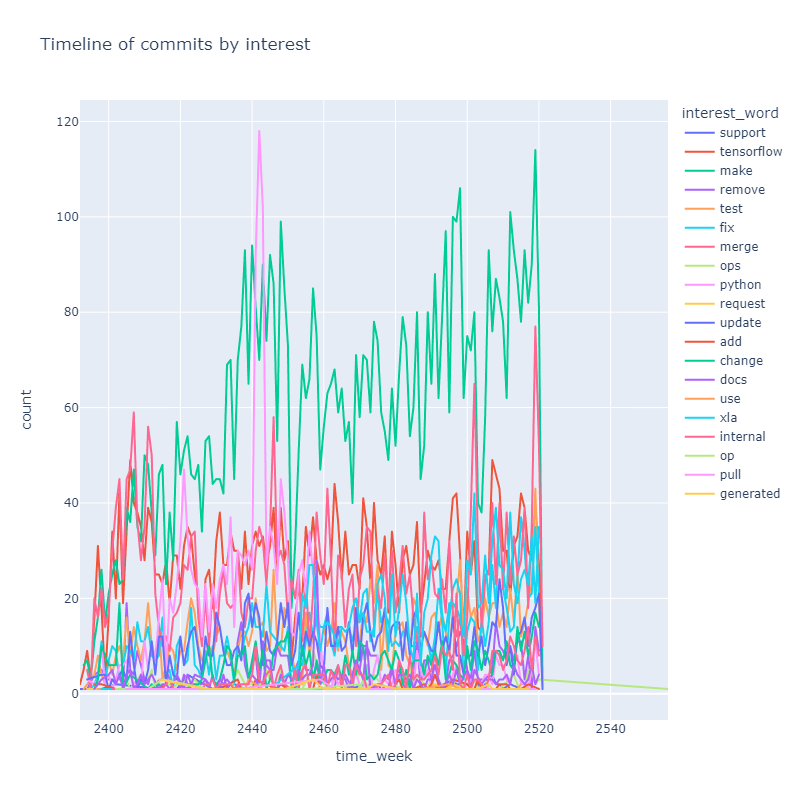 Timeline of commits by interest
interest_word
support
tensorflow
make
remove
test
fix
merge
ops
python
request
update
add
change
docs
use
xla
internal
op
pull
generated
120
100
80
60
40
20
0
count
2400 2420 2440 2460 2480 2500 2520 2540
time_week